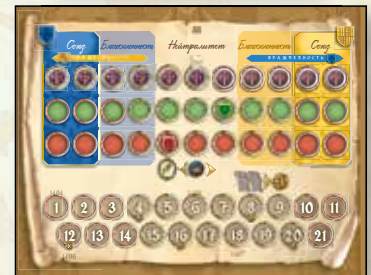 Союз Благосклонность Нейтралитет Благосклонность Союз
ВРАЖДЕБНОСТЬ
1 2 3 4 5 6 7 8 9 10 11
12 13 14 15 16 17 18 19 20 21